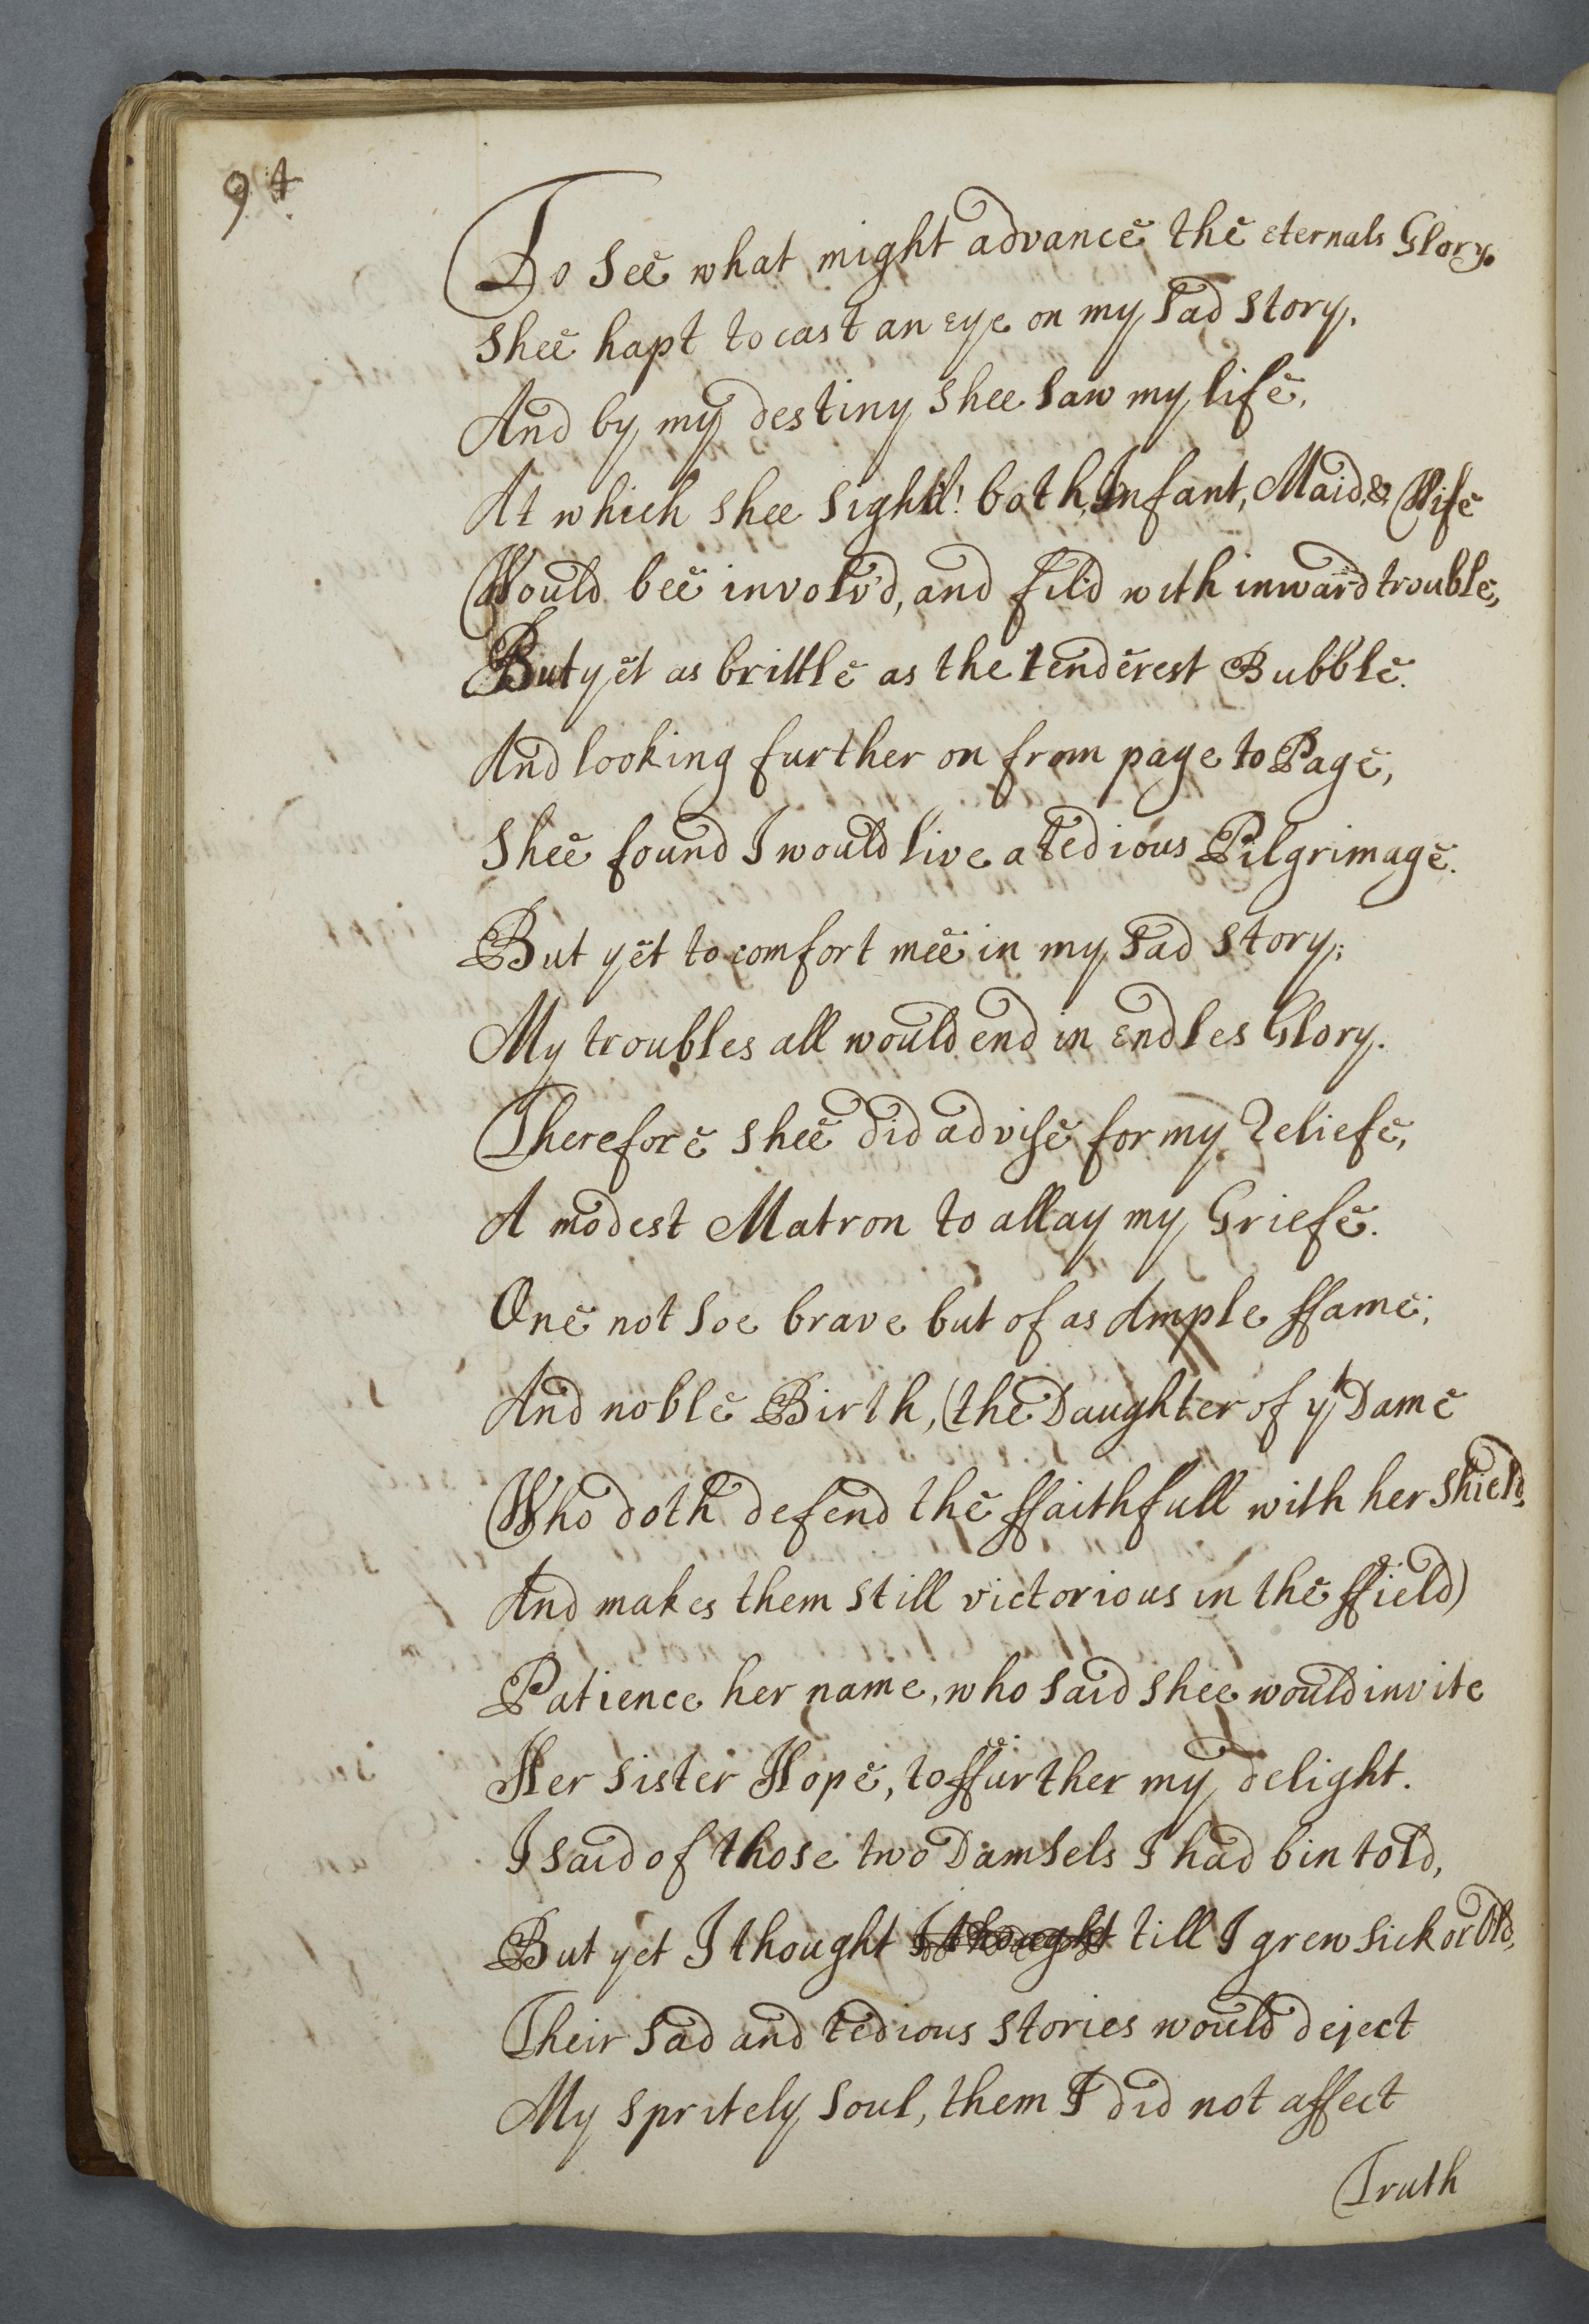 94
To See what might advance the eternals Glory.
Shee hapt to cast an eye on my Sad Story,
And by my destiny Shee Saw my life,
At which shee Sigh'd! both Infant, Maid, & Wife
Would bee involv'd, and fil'd with inward trouble,
But yet as brittle as the tenderest Bubble.
And looking further on from page to Page,
Shee found I would live a tedious Pilgrimage.
But yet to comfort mee in my Sad Story;
My troubles all would end in endles Glory.
Therefore shee did advise for my Reliefe,
A modest Matron to allay my Griefe.
One not Soe brave but of as Ample ffame;
And noble Birth, (the Daughter of yt Dame
Who doth defend the ffaithfull with her Shield,
And makes them Still victorious in the ffield)
Patience her name, who Said Shee would invite
Her Sister Hope, to ffurther my delight.
I Said of those two Damsels I had bin told,
But yet I thought I thought till I grew Sick or Old,
Their Sad and tedious Stories would deject
My Spritely Soul, them I did not affect
Truth